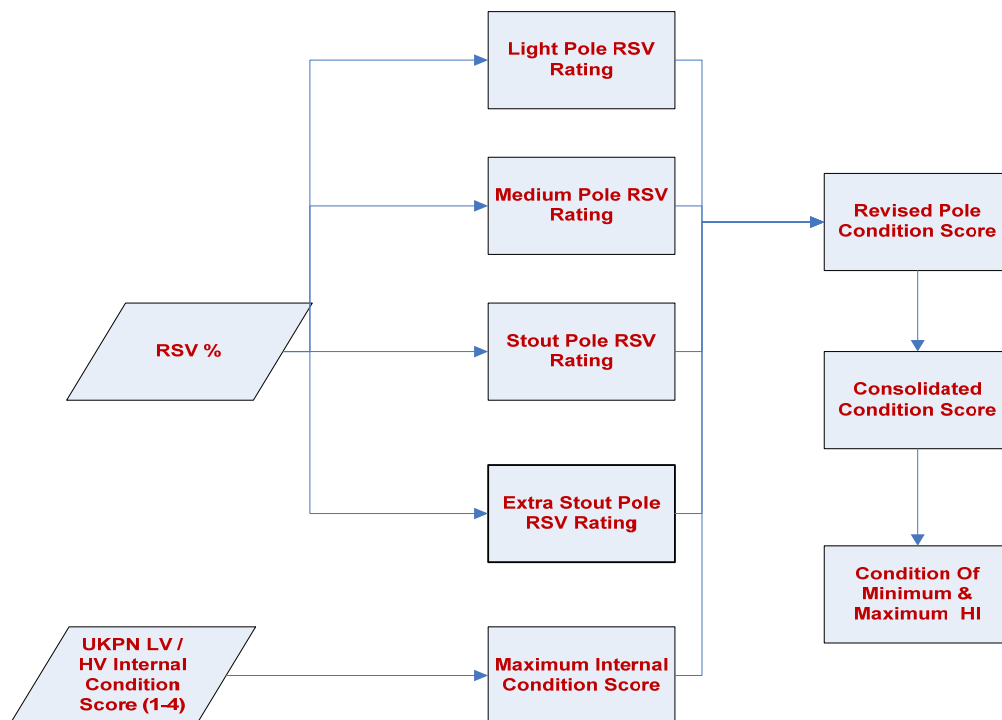 Light Pole RSV
Rating
Medium Pole RSV
Rating
Revised Pole
Condition Score
RSV %
Stout Pole RSV
Rating
Consolidated
Condition Score
Extra Stout Pole
RSV Rating
Condition Of
Minimum &
Maximum HI
UKPN LV /
HV Internal
Condition
Score (1-4)
Maximum Internal
Condition Score